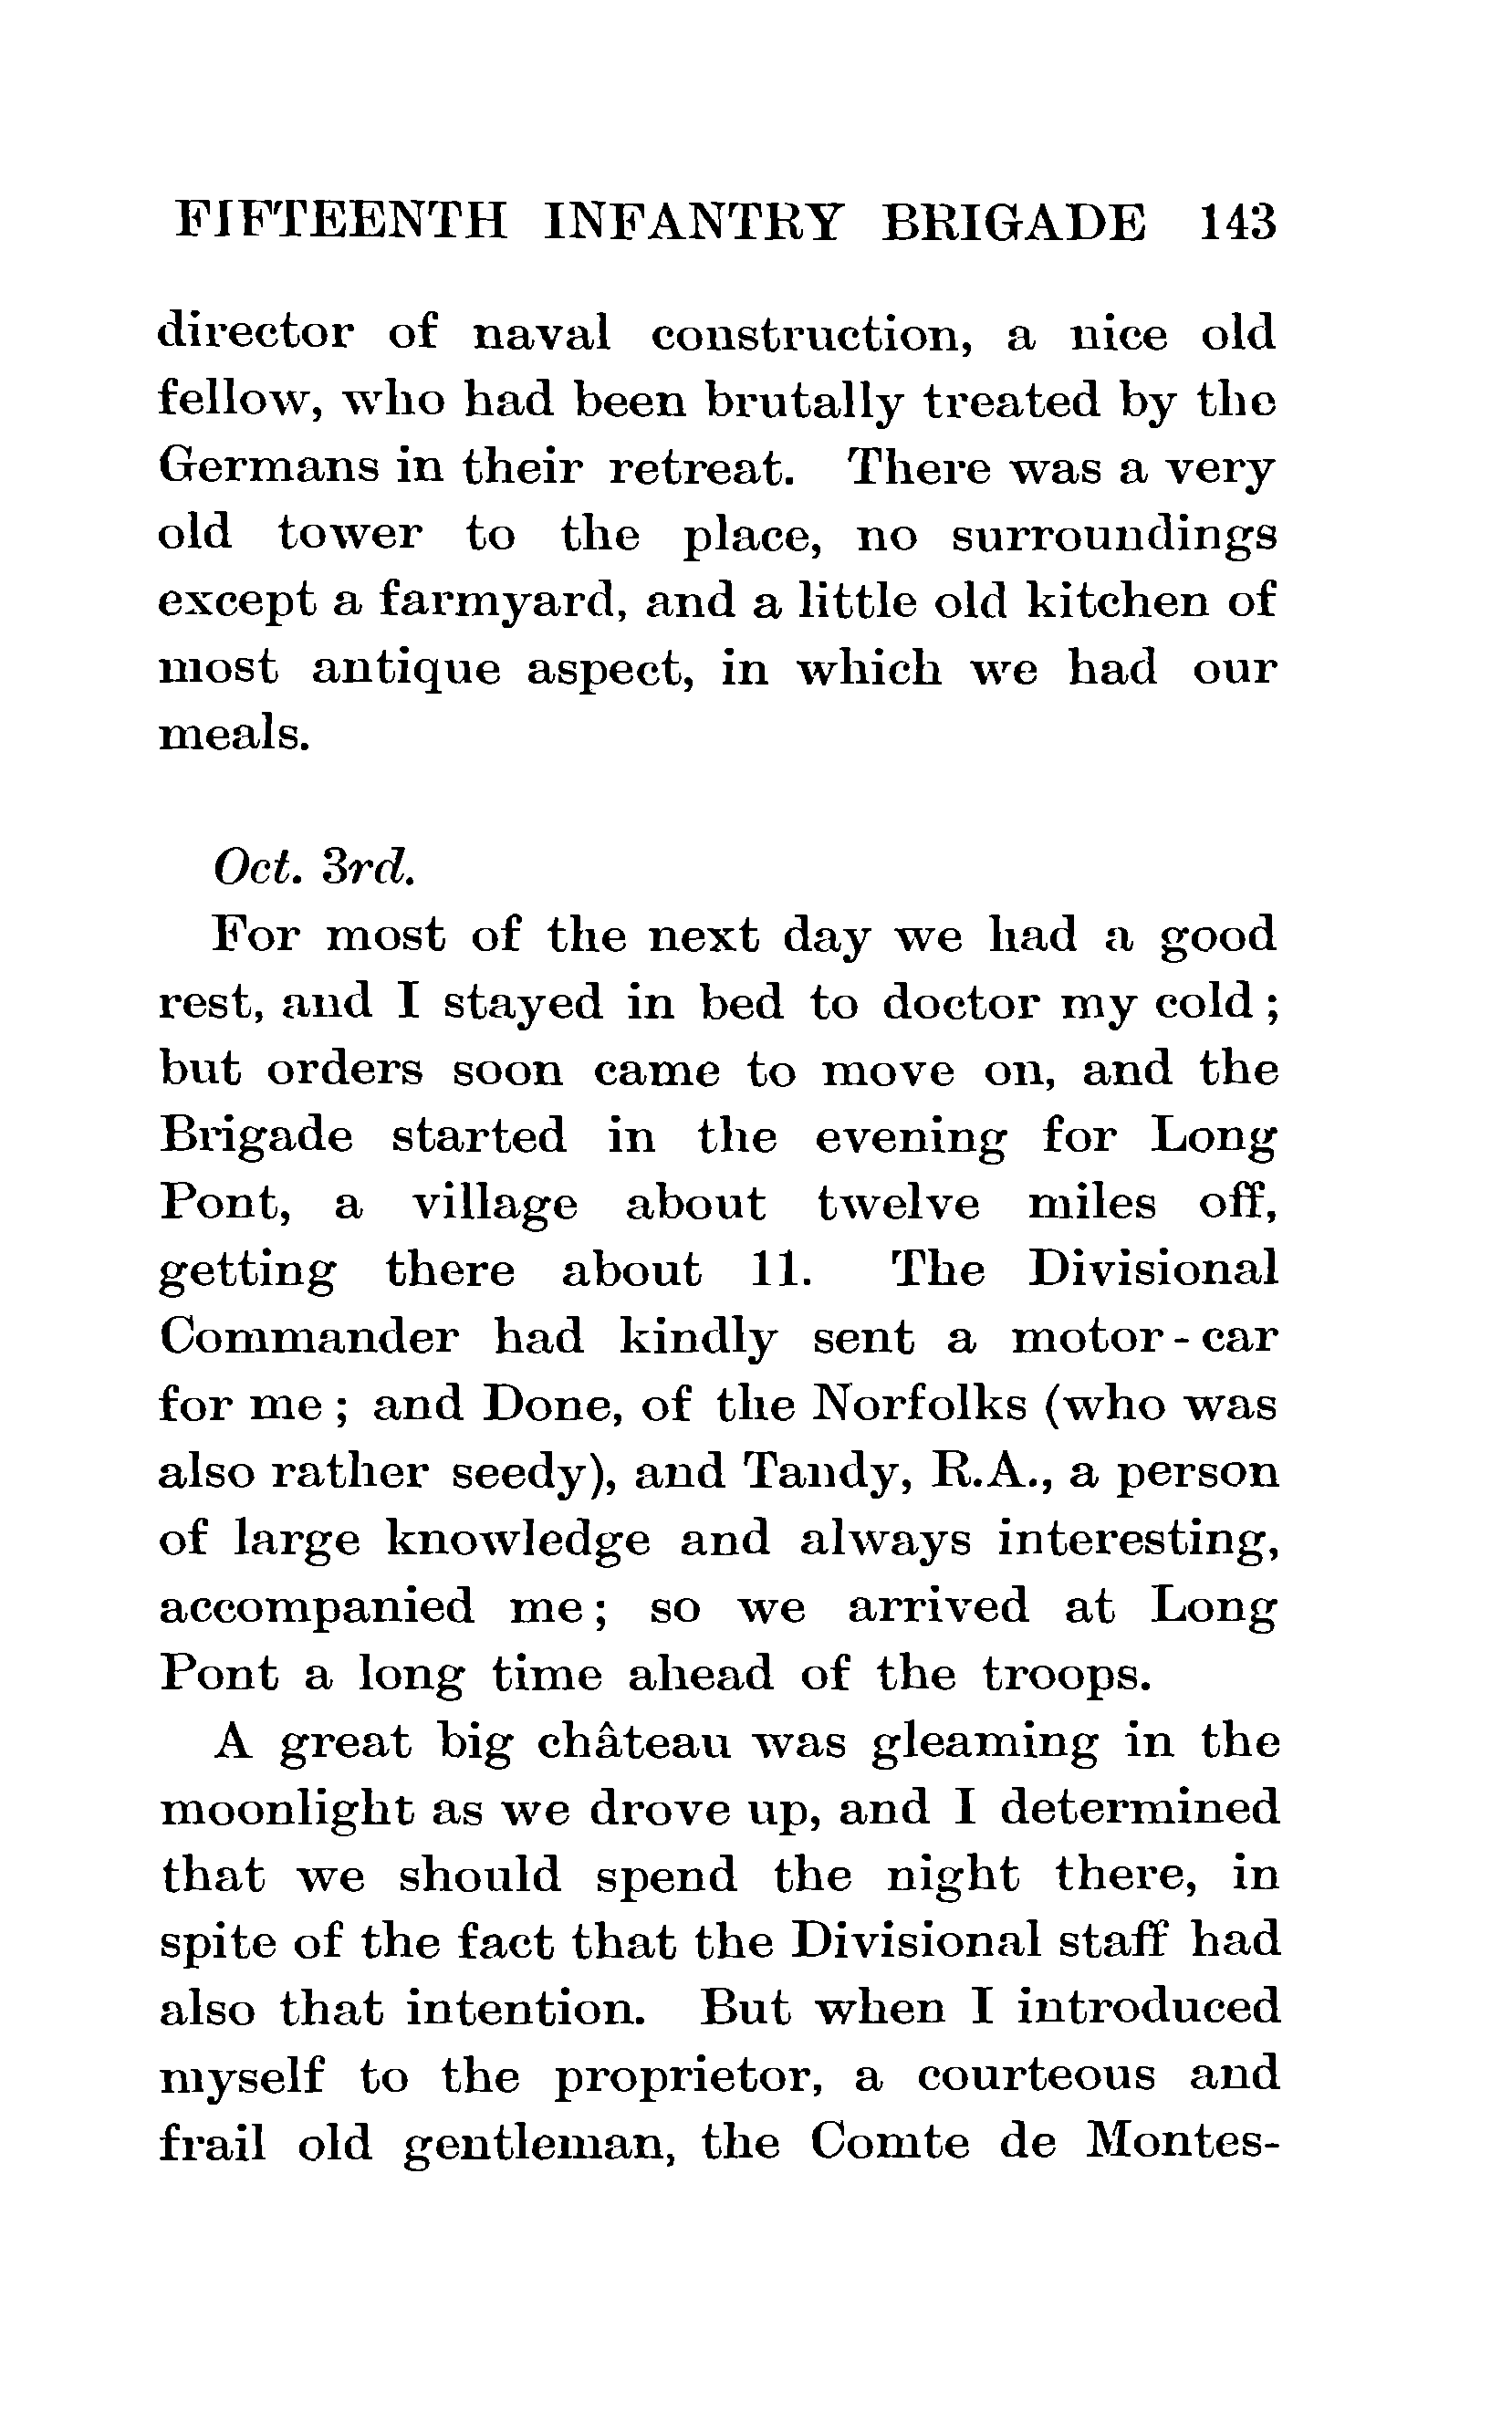 FIFTEENTH INFANTRY BRIGADE 143
director of naval construction, a nice old
fellow, who had been brutally treated by the
Germans in their retreat. There was a very
old tower to the place, no surroundings
except a farmyard, and a little old kitchen of
most antique aspect, in which we had our
meals.
Oct. 3rd.
For most of the next day we had a good
rest, and I stayed in bed to doctor my cold;
but orders soon came to move on, and the
Brigade started in the evening for Long
Pont, a village about twelve miles off,
getting there about 11. The Divisional
Commander had kindly sent a motor-car
for me; and Done, of the Norfolks (who was
also rather seedy), and Tandy, R.A., a person
of large knowledge and always interesting,
accompanied me; so we arrived at Long
Pont a long time ahead of the troops.
A great big château was gleaming in the
moonlight as we drove up, and I determined
that we should spend the night there, in
spite of the fact that the Divisional staff had
also that intention. But when I introduced
myself to the proprietor, a courteous and
frail old gentleman, the Comte de Montes-